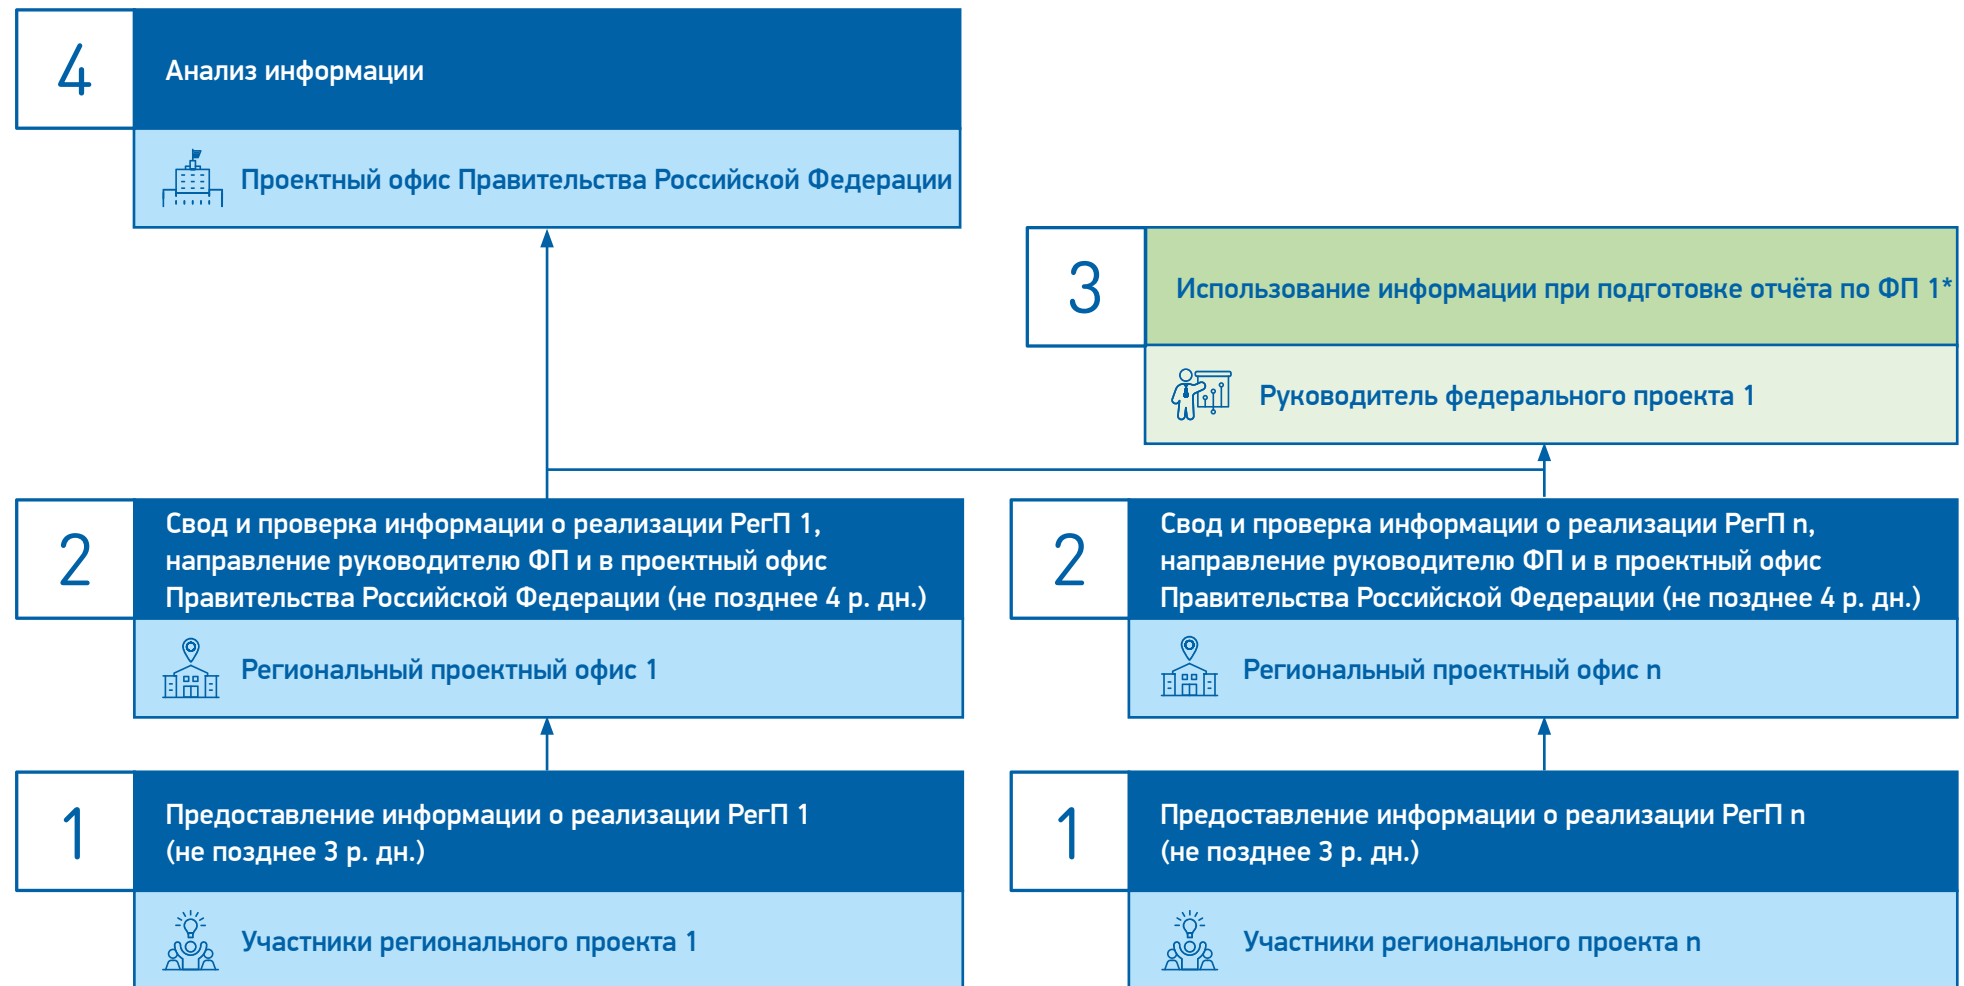 4
Анализ информации
Проектный офис Правительства Российской Федерации
3
Использование информации при подготовке отчёта по ФП 1*
Руководитель федерального проекта 1
2
Свод и проверка информации о реализации РегП 1,
направление руководителю ФП и в проектный офис
Правительства Российской Федерации (не позднее 4 р. дн.)
Региональный проектный офис 1
2
Свод и проверка информации о реализации РегП n,
направление руководителю ФП и в проектный офис
Правительства Российской Федерации (не позднее 4 р. дн.)
Региональный проектный офис n
1
Предоставление информации о реализации РегП 1
(не позднее 3 р. дн.)
Участники регионального проекта 1
1
Предоставление информации о реализации РегП n
(не позднее 3 р. дн.)
Участники регионального проекта n